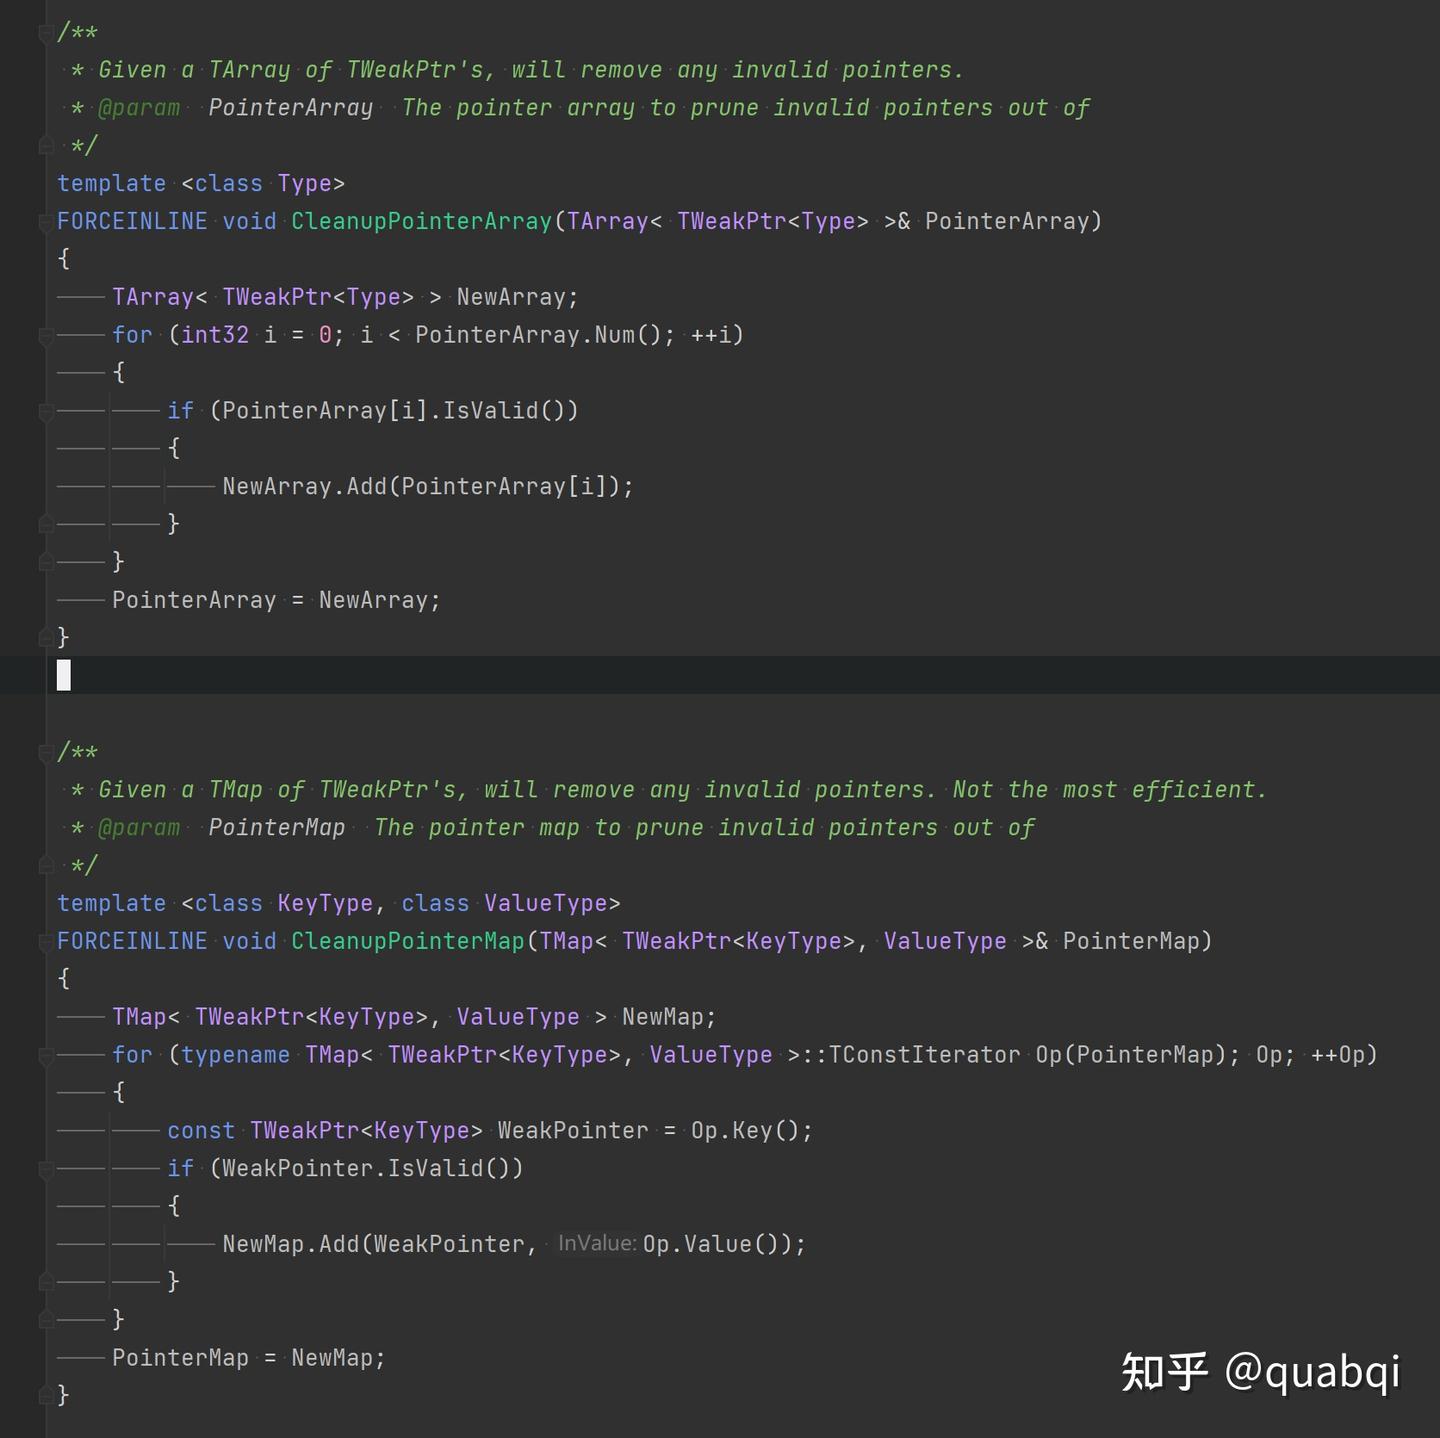 /**
 * Given a TArray of TWeakPtr's, will remove any invalid pointers.
 * @param  PointerArray  The pointer array to prune invalid pointers out of
 */
template <class Type>
FORCEINLINE void CleanupPointerArray(TArray< TWeakPtr<Type> >& PointerArray)
{
    TArray< TWeakPtr<Type> > NewArray;
    for (int32 i = 0; i < PointerArray.Num(); ++i)
    {
        if (PointerArray[i].IsValid())
        {
            NewArray.Add(PointerArray[i]);
        }
    }
    PointerArray = NewArray;
}
/**
 * Given a TMap of TWeakPtr's, will remove any invalid pointers. Not the most efficient.
 * @param  PointerMap  The pointer map to prune invalid pointers out of
 */
template <class KeyType, class ValueType>
FORCEINLINE void CleanupPointerMap(TMap< TWeakPtr<KeyType>, ValueType >& PointerMap)
{
    TMap< TWeakPtr<KeyType>, ValueType > NewMap;
    for (typename TMap< TWeakPtr<KeyType>, ValueType >::TConstIterator Op(PointerMap); Op; ++Op)
    {
        const TWeakPtr<KeyType> WeakPointer = Op.Key();
        if (WeakPointer.IsValid())
        {
            NewMap.Add(WeakPointer, InValue: Op.Value());
        }
    }
    PointerMap = NewMap;
}
知乎 @quabqi